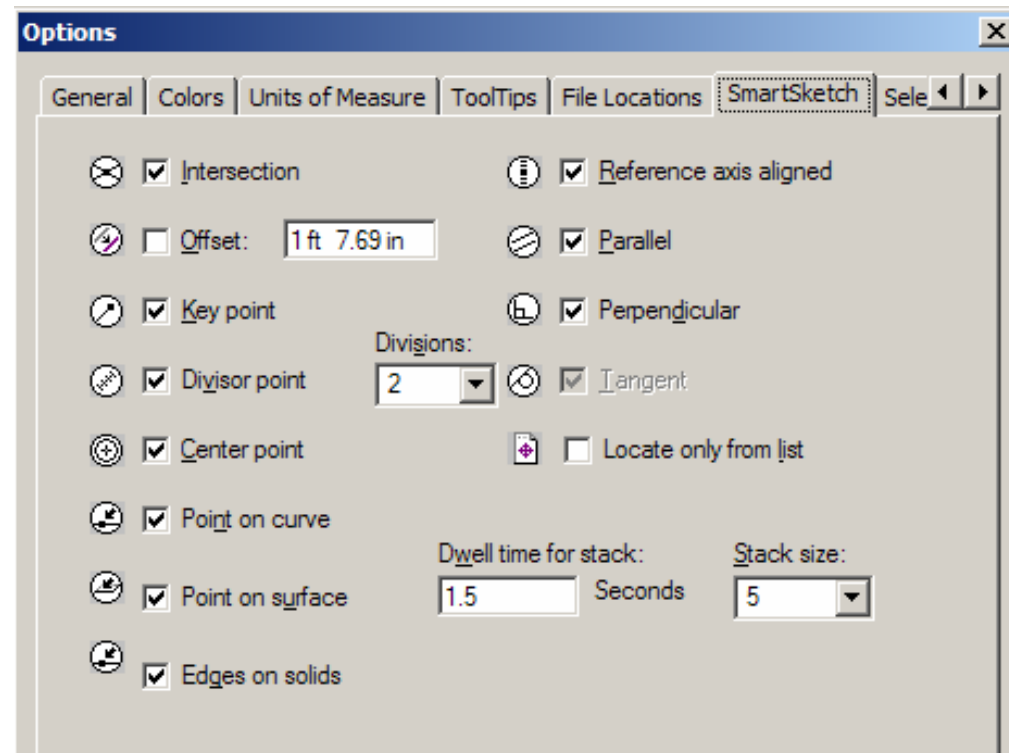 Options
General Colors Units of Measure ToolTips File Locations SmartSketch Sele
Intersection
Reference axis aligned
Offset: 1 ft 7.69 in
Parallel
Key point
Perpendicular
Divisions:
Divisor point 2
Tangent
Center point
Locate only from list
Point on curve
Dwell time for stack: Stack size:
Point on surface 1.5 Seconds 5
Edges on solids